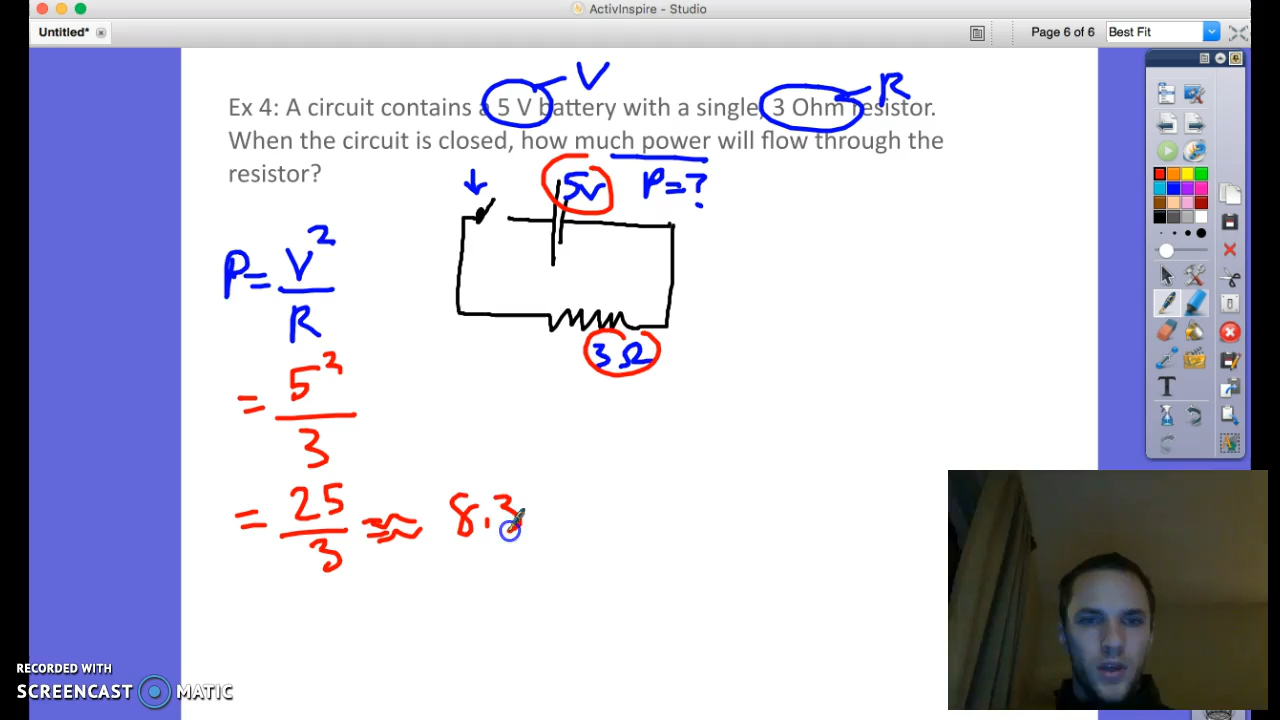 ActivInspire - Studio
Untitled*
Page 6 of 6
Best Fit
V
R
Ex 4: A circuit contains a 5 V battery with a single, 3 Ohm resistor.
When the circuit is closed, how much power will flow through the
resistor?
5v
P=?
P= V²/R
3 Ω
= 5²/3
= 25/3 ≈ 8.3
T
RECORDED WITH
SCREENCAST MATIC